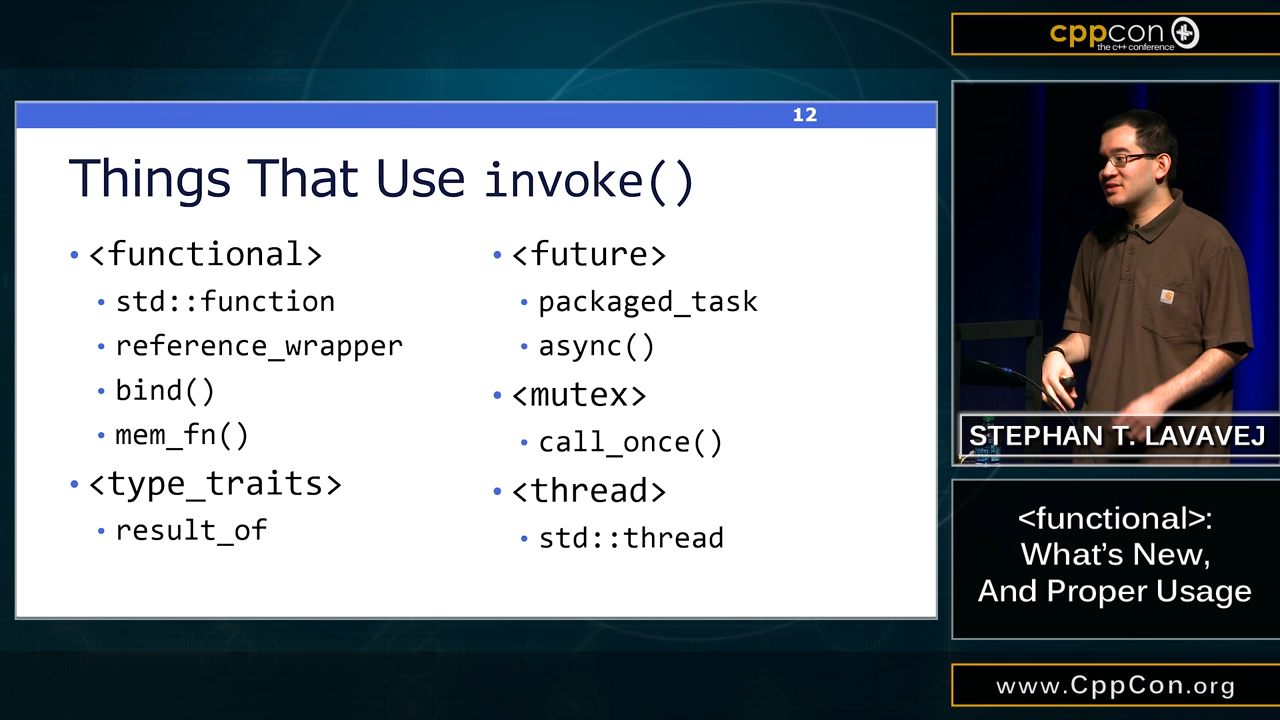 12
Things That Use invoke()
• <functional>
• std::function
• reference_wrapper
• bind()
• mem_fn()
• <type_traits>
• result_of
• <future>
• packaged_task
• async()
• <mutex>
• call_once()
• <thread>
• std::thread
cppcon
the c++ conference
STEPHAN T. LAVAVEJ
<functional>:
What's New,
And Proper Usage
www.CppCon.org